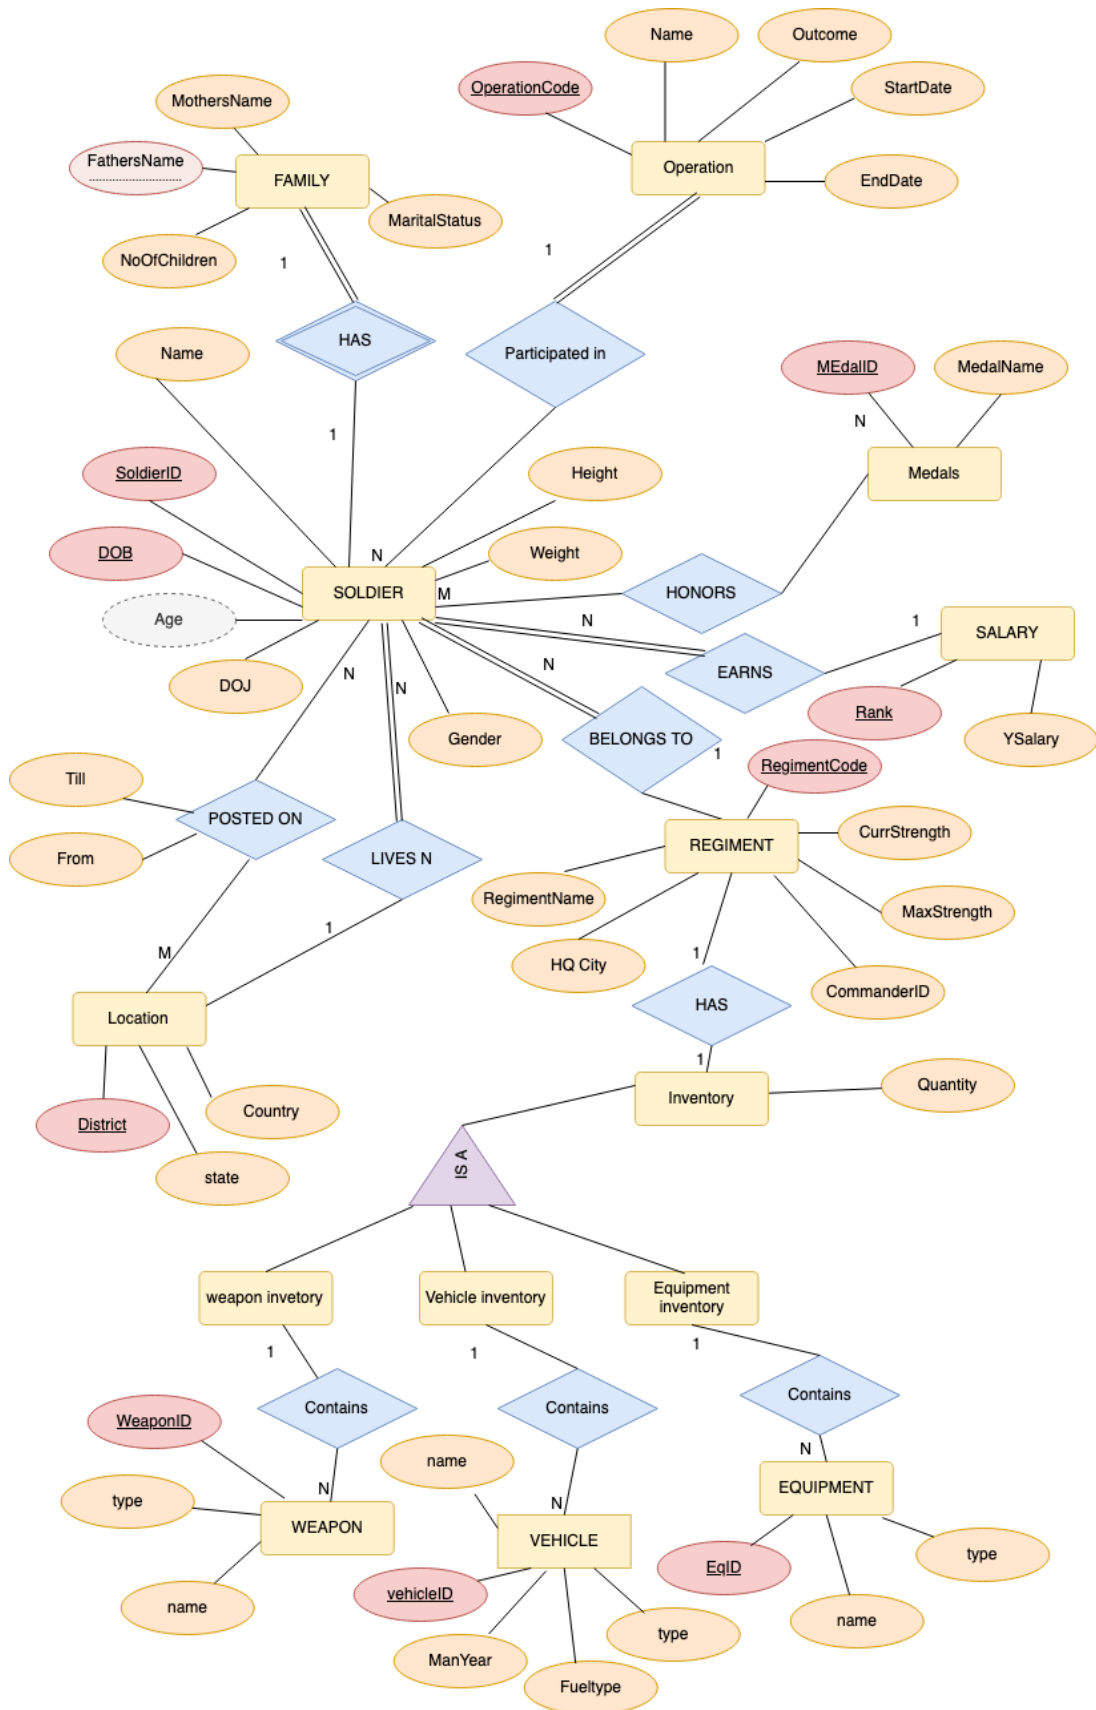 Name
Outcome
OperationCode
StartDate
MothersName
FathersName
Operation
FAMILY
EndDate
MaritalStatus
NoOfChildren
1
1
HAS
Participated in
Name
MEdalID
MedalName
N
1
SoldierID
Height
Medals
DOB
N
Weight
SOLDIER
M
HONORS
Age
N
1
SALARY
N
EARNS
N
N
DOJ
Rank
Gender
BELONGS TO
YSalary
1
RegimentCode
Till
POSTED ON
CurrStrength
From
LIVES N
REGIMENT
RegimentName
MaxStrength
1
M
1
HQ City
CommanderID
HAS
Location
1
Quantity
Inventory
Country
District
IS A
state
weapon invetory
Vehicle inventory
Equipment
inventory
1
1
1
Contains
Contains
Contains
WeaponID
N
name
N
EQUIPMENT
type
N
WEAPON
VEHICLE
type
EqID
vehicleID
name
name
type
ManYear
Fueltype